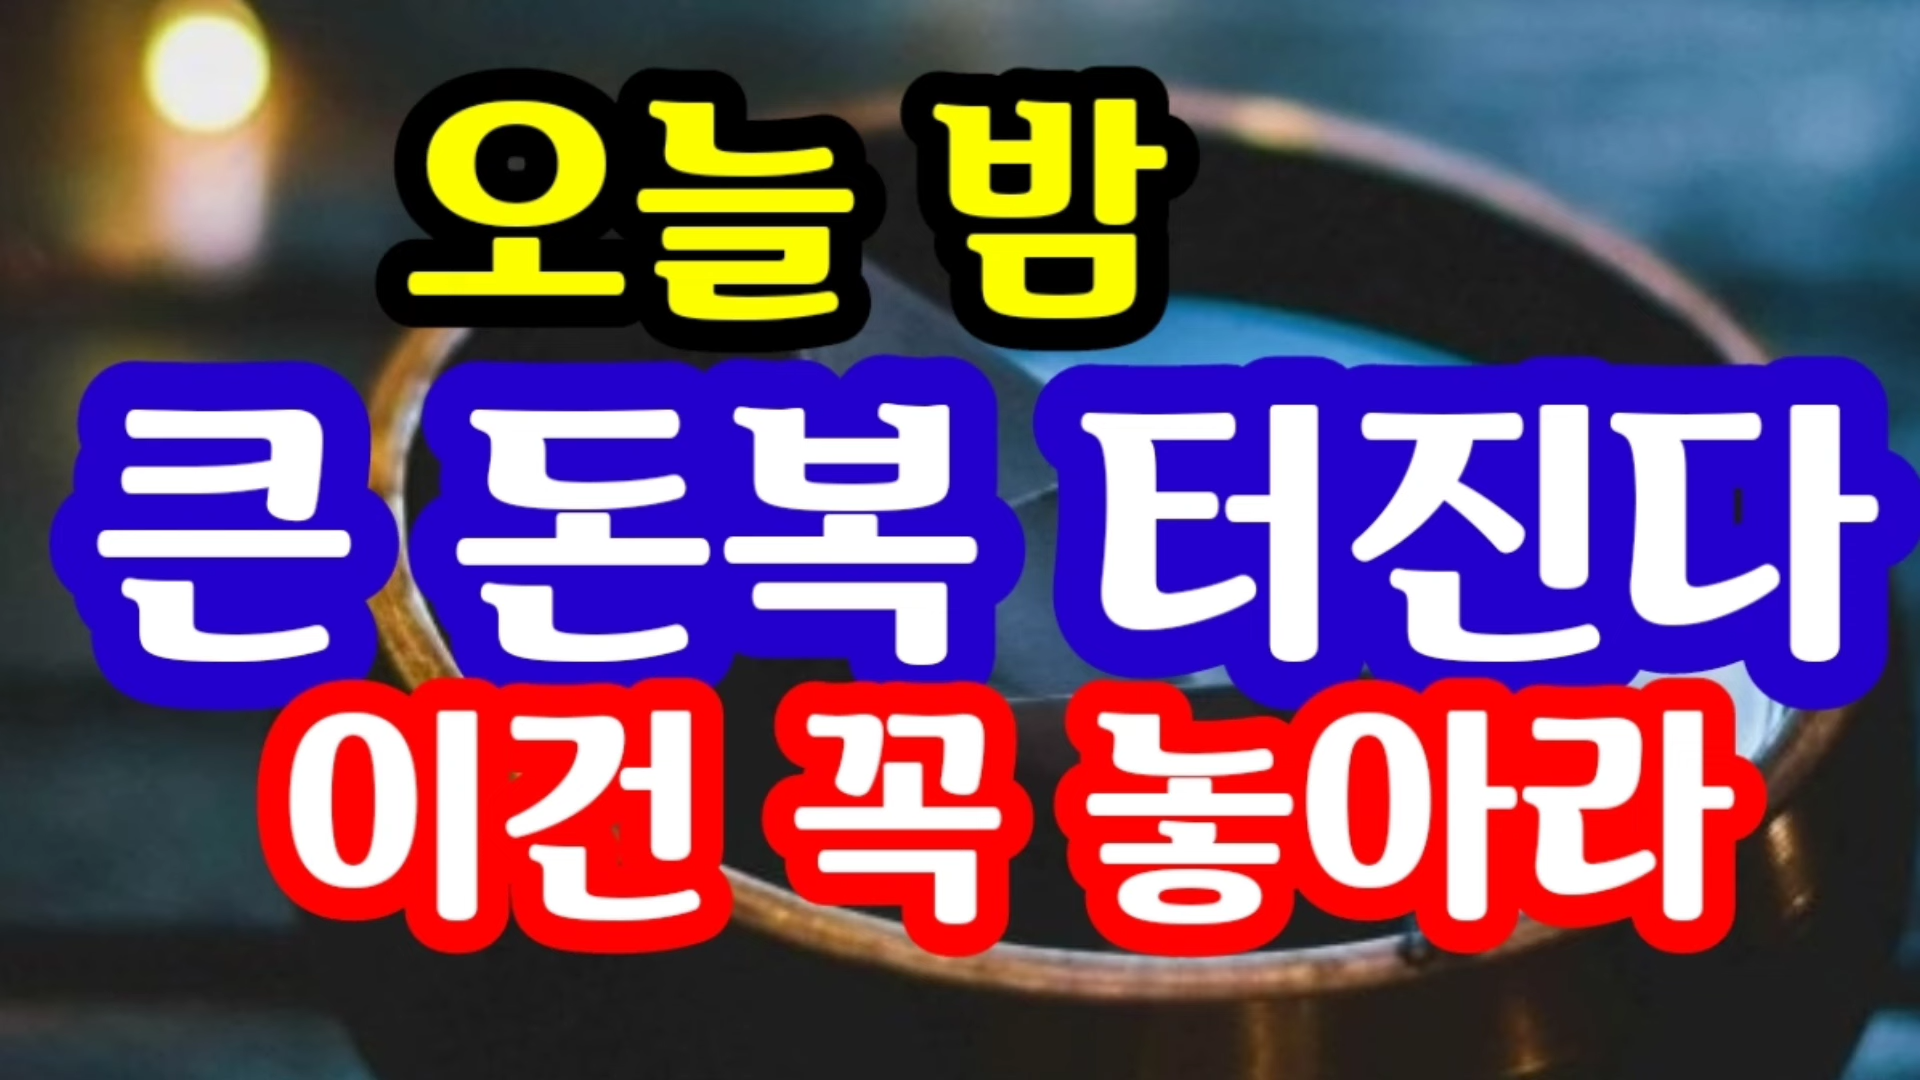 오늘 밤
큰 돈복 터진다
이건 꼭 놓아라